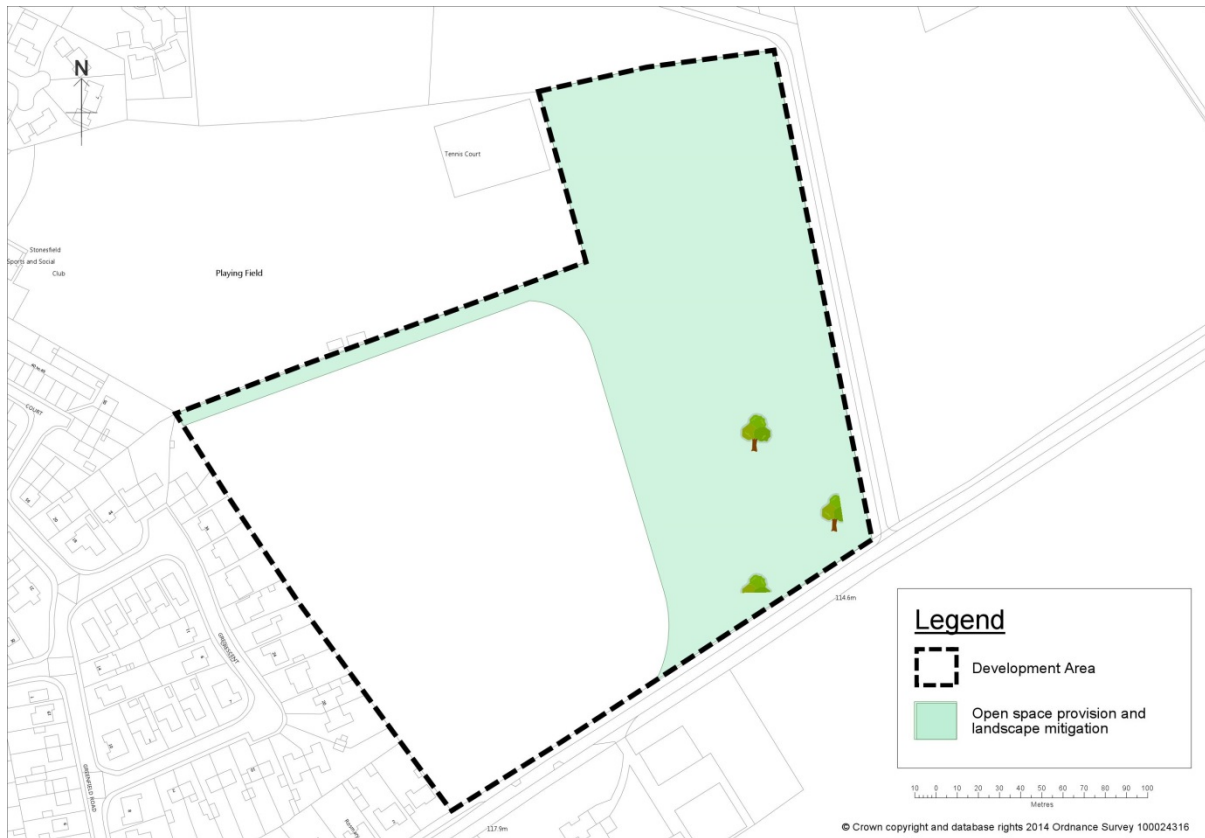 N
Tennis Court
Stonesfield
Sports and Social
Club
Playing Field
COURT
CRESCENT
GREENFIELD ROAD
114.6m
117.9m
Legend
Development Area
Open space provision and
landscape mitigation
10 0 10 20 30 40 50 60 70 80 90 100
Metres
© Crown copyright and database rights 2014 Ordnance Survey 100024316